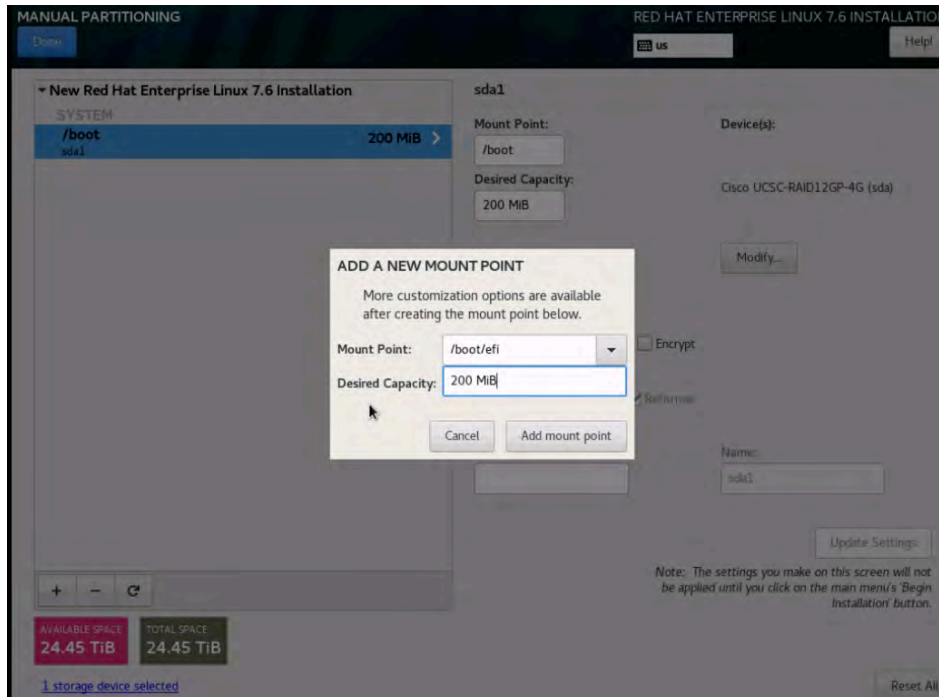 MANUAL PARTITIONING
RED HAT ENTERPRISE LINUX 7.6 INSTALLATIO
Done
us
Help!
New Red Hat Enterprise Linux 7.6 Installation
SYSTEM
/boot
200 MiB
sda1
sda1
Mount Point:
/boot
Device(s):
Desired Capacity:
200 MiB
Cisco UCSC-RAID12GP-4G (sda)
Modify...
ADD A NEW MOUNT POINT
More customization options are available
after creating the mount point below.
Mount Point:
/boot/efi
Desired Capacity:
200 MiB
Cancel
Add mount point
Encrypt
Reformat
Name:
sda1
Update Settings
Note: The settings you make on this screen will not
be applied until you click on the main menu's 'Begin
Installation' button.
+ −
AVAILABLE SPACE
24.45 TiB
TOTAL SPACE
24.45 TiB
1 storage device selected
Reset All